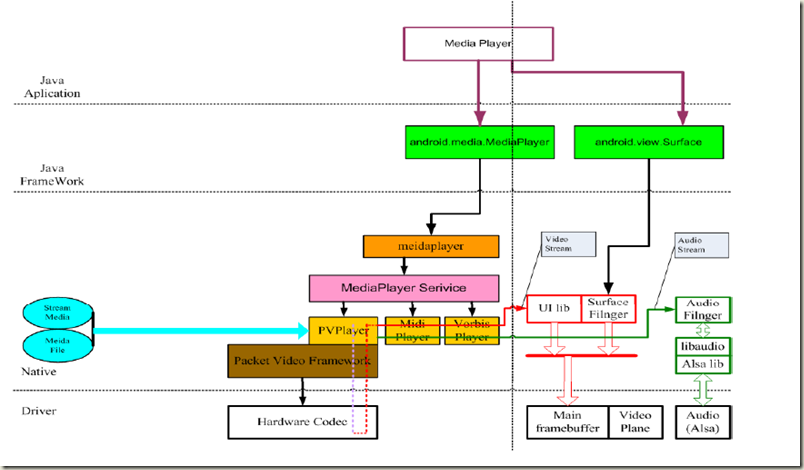 Media Player
Java
Aplication
android.media.MediaPlayer
android.view.Surface
Java
FrameWork
meidaplayer
Video
Stream
Audio
Stream
MediaPlayer Serivice
Stream
Media
Meida
File
PVPlayer
Midi
Player
Vorbis
Player
UI lib
Surface
Filnger
Audio
Filnger
Packet Video Framework
libaudio
Alsa lib
Native
Driver
Hardware Codec
Main
framebuffer
Video
Plane
Audio
(Alsa)